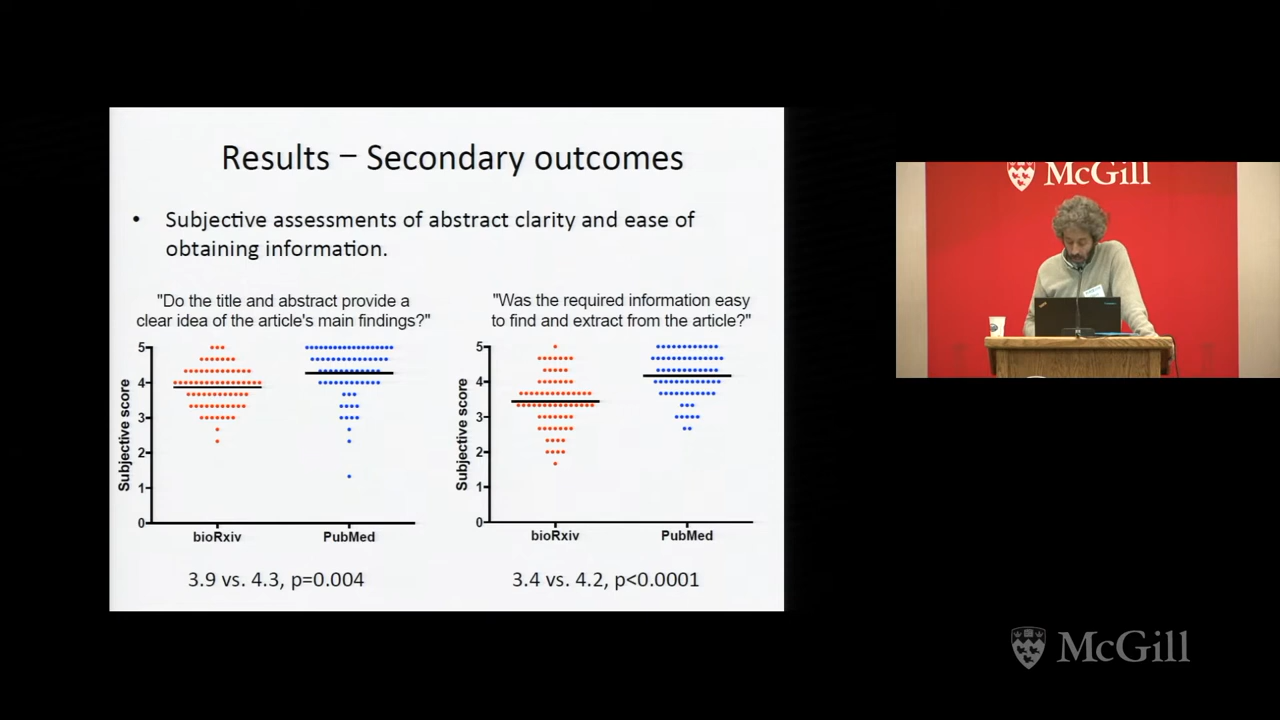 Results – Secondary outcomes
• Subjective assessments of abstract clarity and ease of
obtaining information.
"Do the title and abstract provide a
clear idea of the article's main findings?"
Subjective score
5
4
3
2
1
0
bioRxiv PubMed
3.9 vs. 4.3, p=0.004
"Was the required information easy
to find and extract from the article?"
Subjective score
5
4
3
2
1
0
bioRxiv PubMed
3.4 vs. 4.2, p<0.0001
McGill
McGill